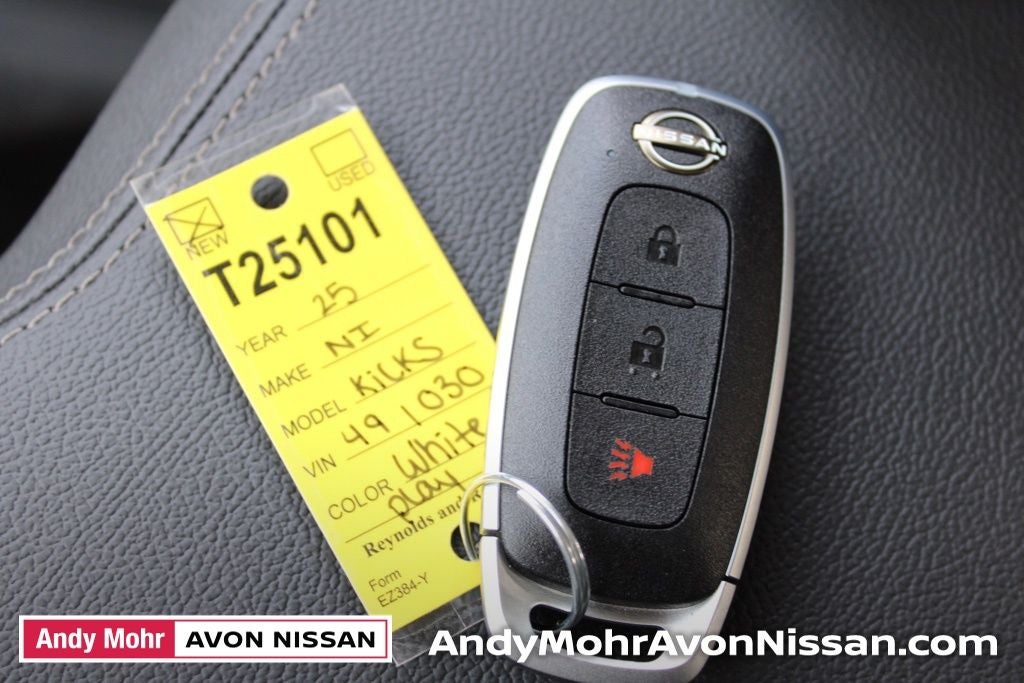 NEW
USED
T25101
YEAR 25
MAKE NI
MODEL KICKS
VIN 491030
COLOR White
play
Reynolds and
Form
EZ384-Y
NISSAN
Andy Mohr AVON NISSAN
AndyMohrAvonNissan.com